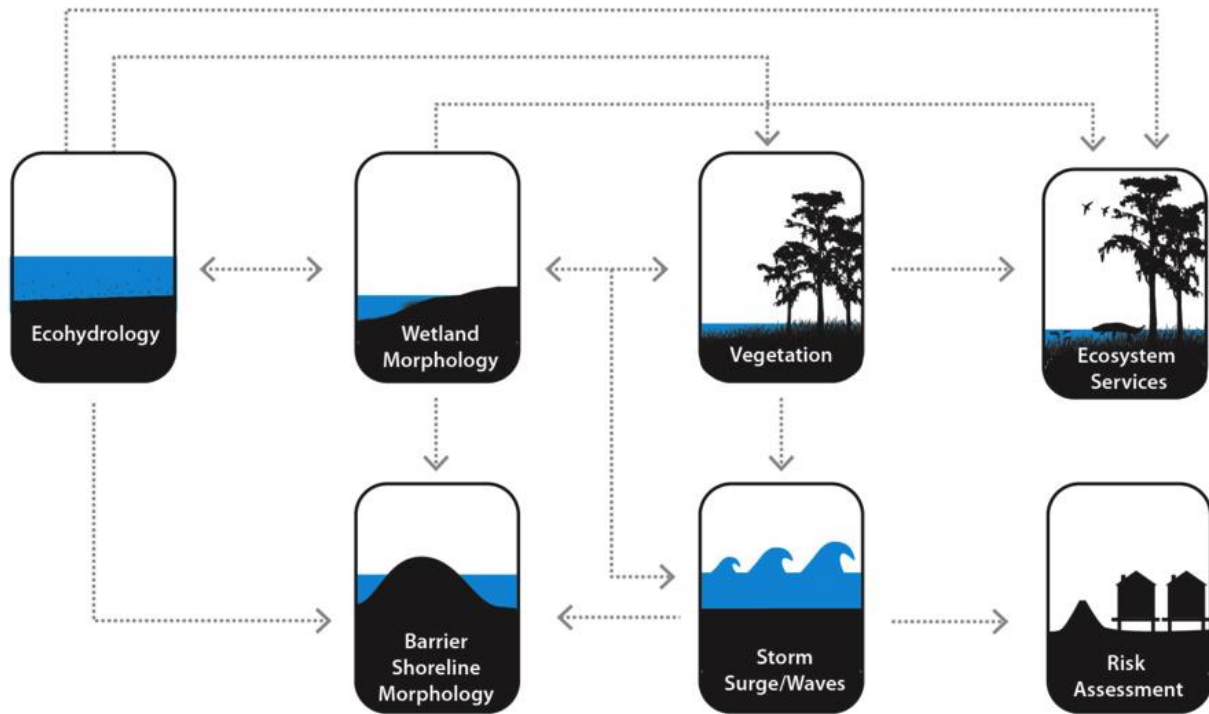 Ecohydrology
Wetland
Morphology
Vegetation
Ecosystem
Services
Barrier
Shoreline
Morphology
Storm
Surge/Waves
Risk
Assessment